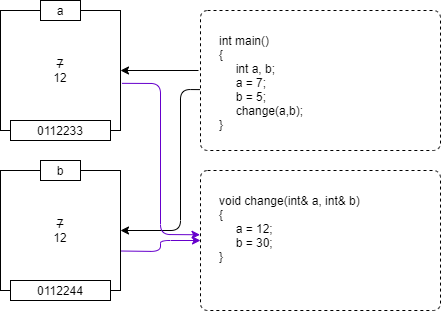 a
7
12
0112233
b
7
12
0112244
int main()
{
int a, b;
a = 7;
b = 5;
change(a,b);
}
void change(int& a, int& b)
{
a = 12;
b = 30;
}